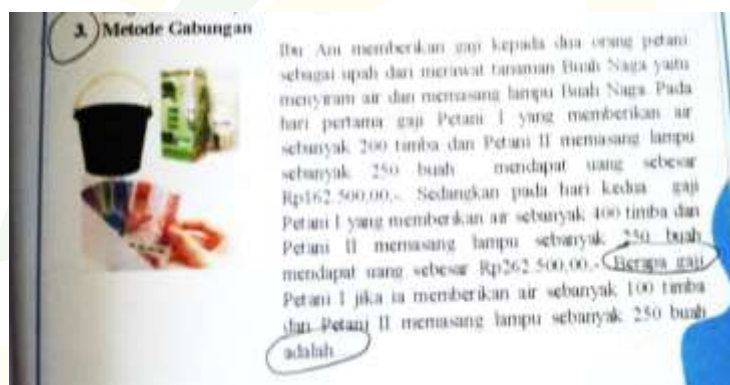 3. Metode Gabungan
Ibu Ani memberikan gaji kepada dua orang petani
sebagai upah dari merawat tanaman Buah Naga yaitu
menyiram air dan memasang lampu Buah Naga. Pada
hari pertama gaji Petani I yang memberikan air
sebanyak 200 timba dan Petani II memasang lampu
sebanyak 250 buah mendapat uang sebesar
Rp162.500,00,-. Sedangkan pada hari kedua gaji
Petani I yang memberikan air sebanyak 400 timba dan
Petani II memasang lampu sebanyak 250 buah
mendapat uang sebesar Rp262.500,00,-. Berapa gaji
Petani I jika ia memberikan air sebanyak 100 timba
dan Petani II memasang lampu sebanyak 250 buah
adalah